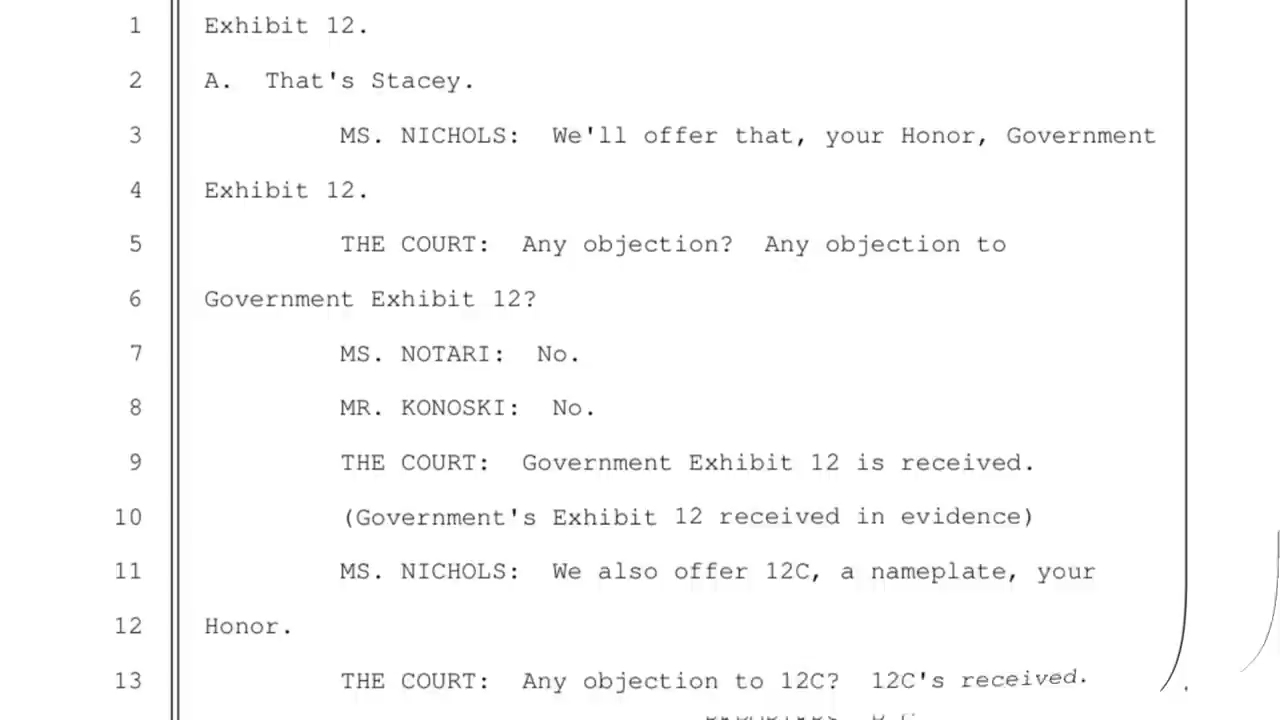 1 Exhibit 12.
2 A. That's Stacey.
3 MS. NICHOLS: We'll offer that, your Honor, Government
4 Exhibit 12.
5 THE COURT: Any objection? Any objection to
6 Government Exhibit 12?
7 MS. NOTARI: No.
8 MR. KONOSKI: No.
9 THE COURT: Government Exhibit 12 is received.
10 (Government's Exhibit 12 received in evidence)
11 MS. NICHOLS: We also offer 12C, a nameplate, your
12 Honor.
13 THE COURT: Any objection to 12C? 12C's received.